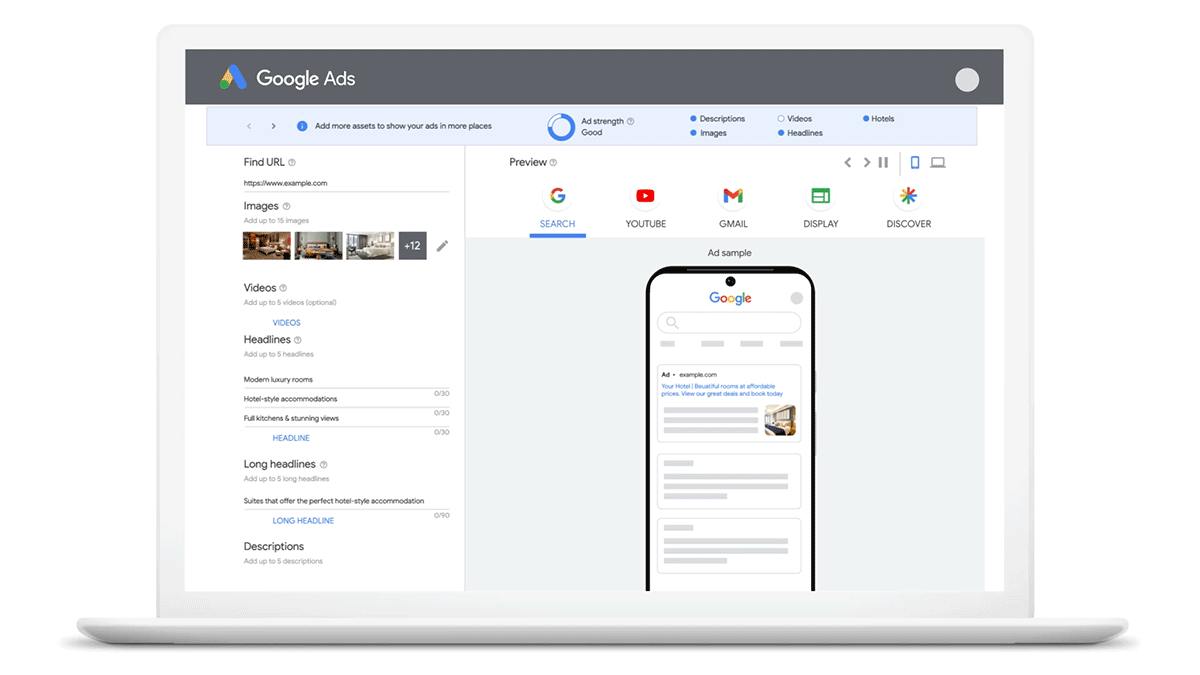 Google Ads
Add more assets to show your ads in more places
Ad strength
Good
Descriptions
Images
Videos
Headlines
Hotels
Find URL
https://www.example.com
Images
Add up to 15 images
+12
Videos
Add up to 5 videos (optional)
VIDEOS
Headlines
Add up to 5 headlines
Modern luxury rooms
0/30
Hotel-style accommodations
0/30
Full kitchens & stunning views
0/30
HEADLINE
Long headlines
Add up to 5 long headlines
Suites that offer the perfect hotel-style accommodation
0/90
LONG HEADLINE
Descriptions
Add up to 5 descriptions
Preview
SEARCH
YOUTUBE
GMAIL
DISPLAY
DISCOVER
Ad sample
Google
Ad • example.com
Your Hotel | Beuatiful rooms at affordable
prices. View our great deals and book today